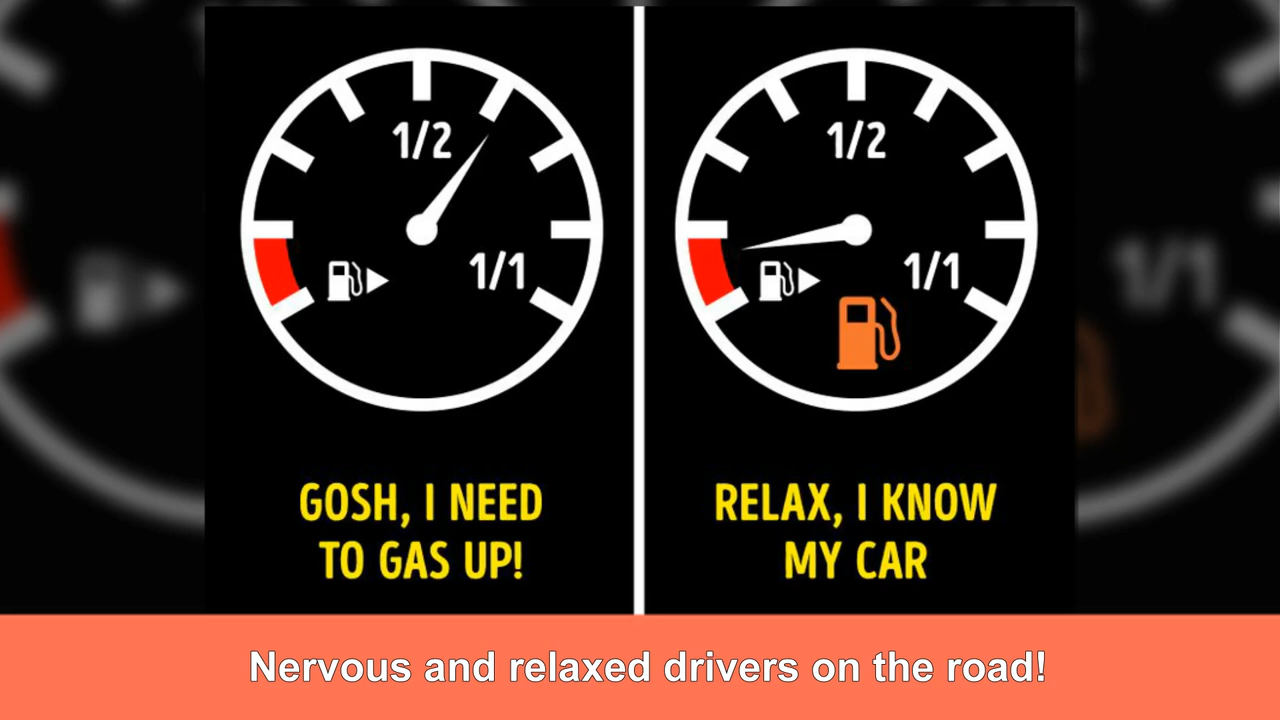 1/2
1/1
GOSH, I NEED
TO GAS UP!
1/2
1/1
RELAX, I KNOW
MY CAR
Nervous and relaxed drivers on the road!